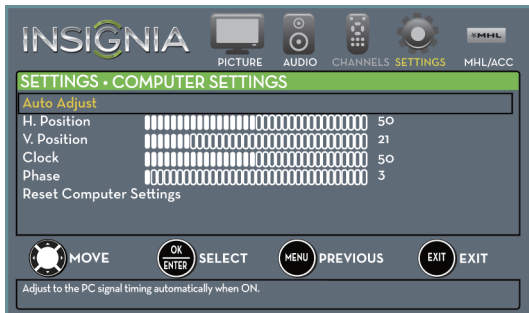 INSIGNIA
PICTURE AUDIO CHANNELS SETTINGS MHL/ACC
MHL
SETTINGS • COMPUTER SETTINGS
Auto Adjust
H. Position 50
V. Position 21
Clock 50
Phase 3
Reset Computer Settings
MOVE OK ENTER SELECT MENU PREVIOUS EXIT EXIT
Adjust to the PC signal timing automatically when ON.